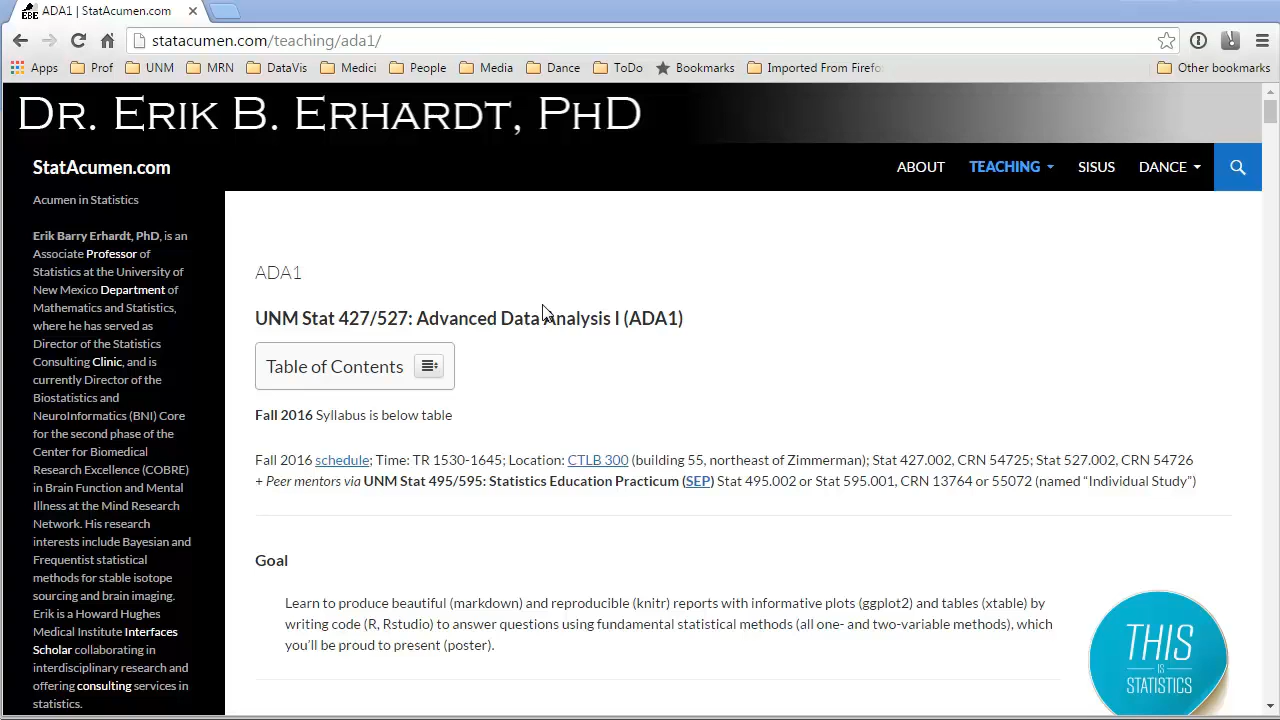 EBE
ADA1 | StatAcumen.com
statacumen.com/teaching/ada1/
Apps Prof UNM MRN DataVis Medici People Media Dance ToDo Bookmarks Imported From Firefo Other bookmarks
DR. ERIK B. ERHARDT, PHD
StatAcumen.com ABOUT TEACHING SISUS DANCE
Acumen in Statistics
Erik Barry Erhardt, PhD, is an
Associate Professor of
Statistics at the University of
New Mexico Department of
Mathematics and Statistics,
where he has served as
Director of the Statistics
Consulting Clinic, and is
currently Director of the
Biostatistics and
NeuroInformatics (BNI) Core
for the second phase of the
Center for Biomedical
Research Excellence (COBRE)
in Brain Function and Mental
Illness at the Mind Research
Network. His research
interests include Bayesian and
Frequentist statistical
methods for stable isotope
sourcing and brain imaging.
Erik is a Howard Hughes
Medical Institute Interfaces
Scholar collaborating in
interdisciplinary research and
offering consulting services in
statistics.
ADA1
UNM Stat 427/527: Advanced Data Analysis I (ADA1)
Table of Contents
Fall 2016 Syllabus is below table
Fall 2016 schedule; Time: TR 1530-1645; Location: CTLB 300 (building 55, northeast of Zimmerman); Stat 427.002, CRN 54725; Stat 527.002, CRN 54726
+ Peer mentors via UNM Stat 495/595: Statistics Education Practicum (SEP) Stat 495.002 or Stat 595.001, CRN 13764 or 55072 (named “Individual Study”)
Goal
Learn to produce beautiful (markdown) and reproducible (knitr) reports with informative plots (ggplot2) and tables (xtable) by
writing code (R, Rstudio) to answer questions using fundamental statistical methods (all one- and two-variable methods), which
you’ll be proud to present (poster).
THIS
IS
STATISTICS